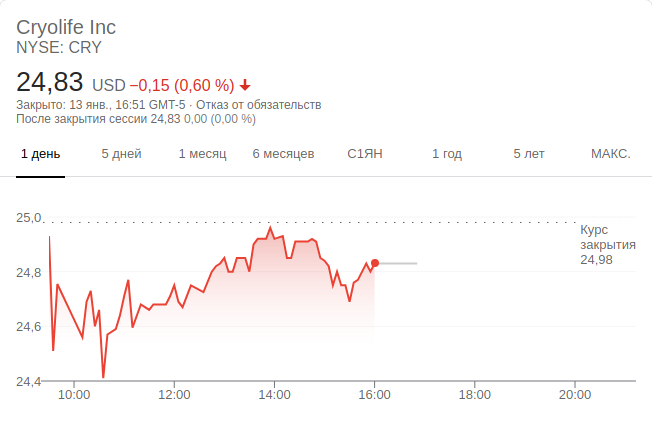 Cryolife Inc
NYSE: CRY
24,83 USD −0,15 (0,60 %)
Закрыто: 13 янв., 16:51 GMT-5 · Отказ от обязательств
После закрытия сессии 24,83 0,00 (0,00 %)
1 день 5 дней 1 месяц 6 месяцев С1ЯН 1 год 5 лет МАКС.
25,0
Курс
закрытия
24,98
24,8
24,6
24,4
10:00 12:00 14:00 16:00 18:00 20:00